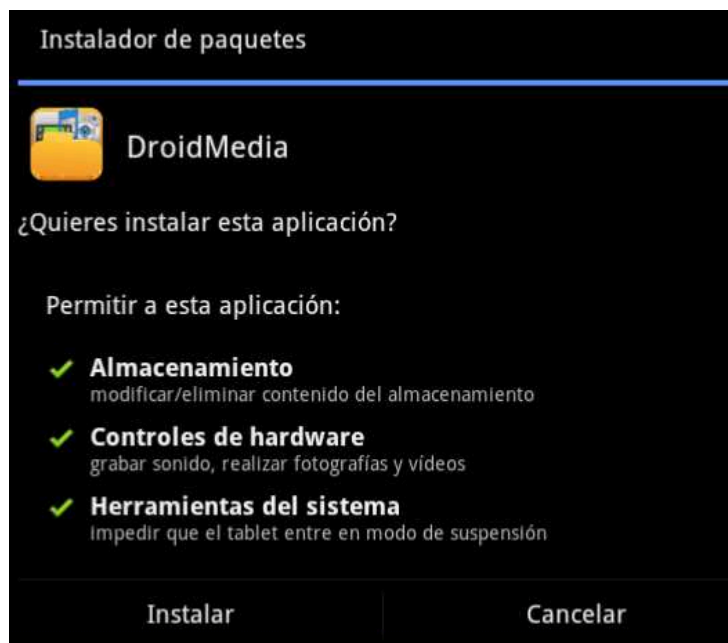 Instalador de paquetes
DroidMedia
¿Quieres instalar esta aplicación?
Permitir a esta aplicación:
Almacenamiento
modificar/eliminar contenido del almacenamiento
Controles de hardware
grabar sonido, realizar fotografías y vídeos
Herramientas del sistema
impedir que el tablet entre en modo de suspensión
Instalar
Cancelar